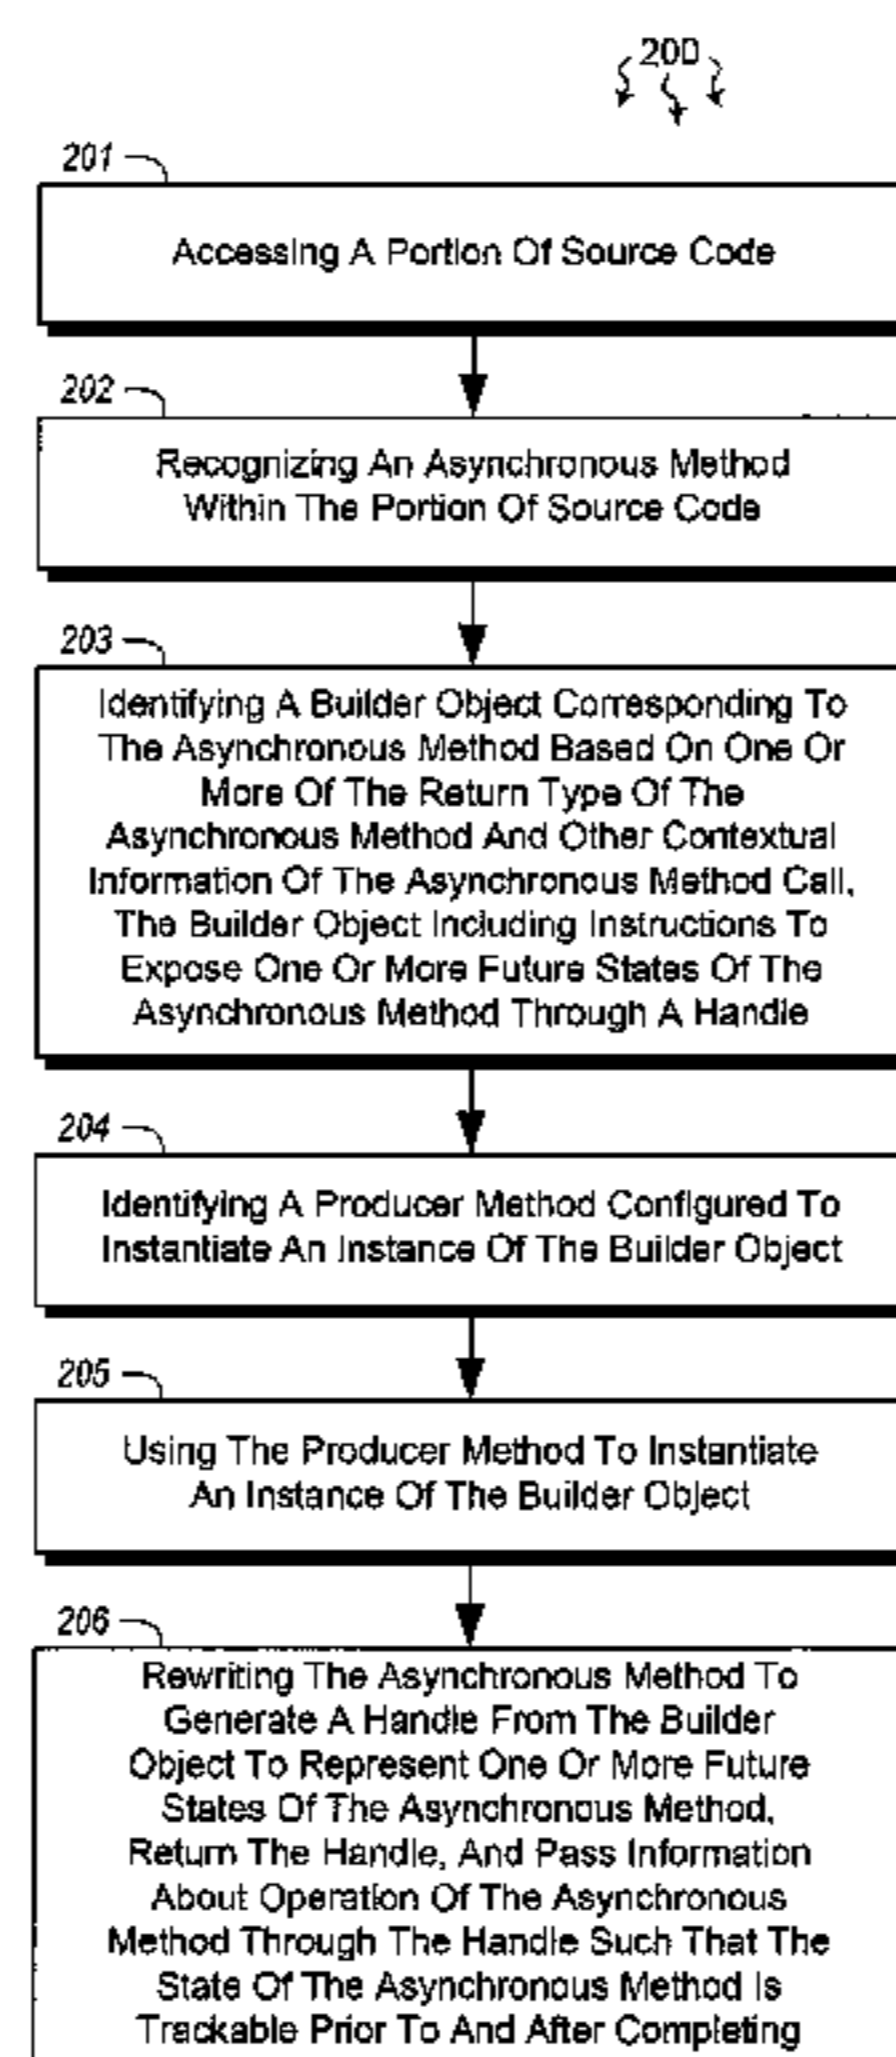 200
201
Accessing A Portion Of Source Code
202
Recognizing An Asynchronous Method
Within The Portion Of Source Code
203
Identifying A Builder Object Corresponding To
The Asynchronous Method Based On One Or
More Of The Return Type Of The
Asynchronous Method And Other Contextual
Information Of The Asynchronous Method Call,
The Builder Object Including Instructions To
Expose One Or More Future States Of The
Asynchronous Method Through A Handle
204
Identifying A Producer Method Configured To
Instantiate An Instance Of The Builder Object
205
Using The Producer Method To Instantiate
An Instance Of The Builder Object
206
Rewriting The Asynchronous Method To
Generate A Handle From The Builder
Object To Represent One Or More Future
States Of The Asynchronous Method,
Return The Handle, And Pass Information
About Operation Of The Asynchronous
Method Through The Handle Such That The
State Of The Asynchronous Method Is
Trackable Prior To And After Completing